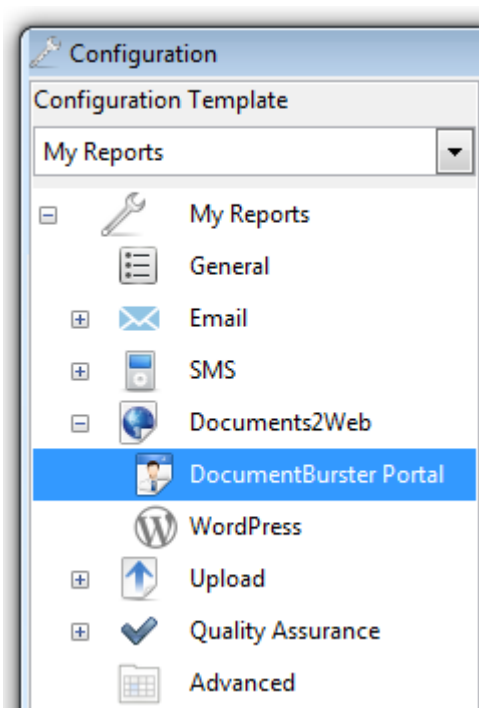 Configuration
Configuration Template
My Reports
My Reports
General
Email
SMS
Documents2Web
DocumentBurster Portal
WordPress
Upload
Quality Assurance
Advanced